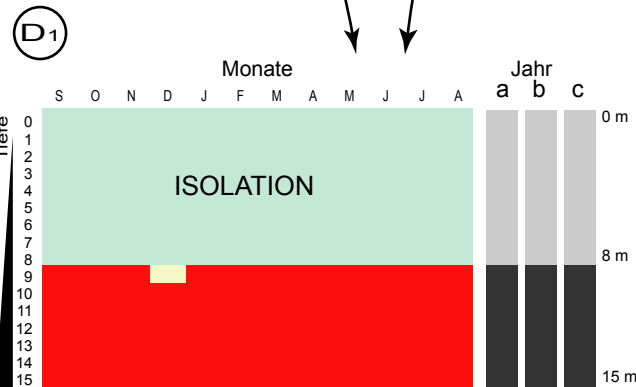 D1
Monate
Jahr
S O N D J F M A M J J A
a b c
Tiefe
0
1
2
3
4
5
6
7
8
9
10
11
12
13
14
15
ISOLATION
0 m
8 m
15 m